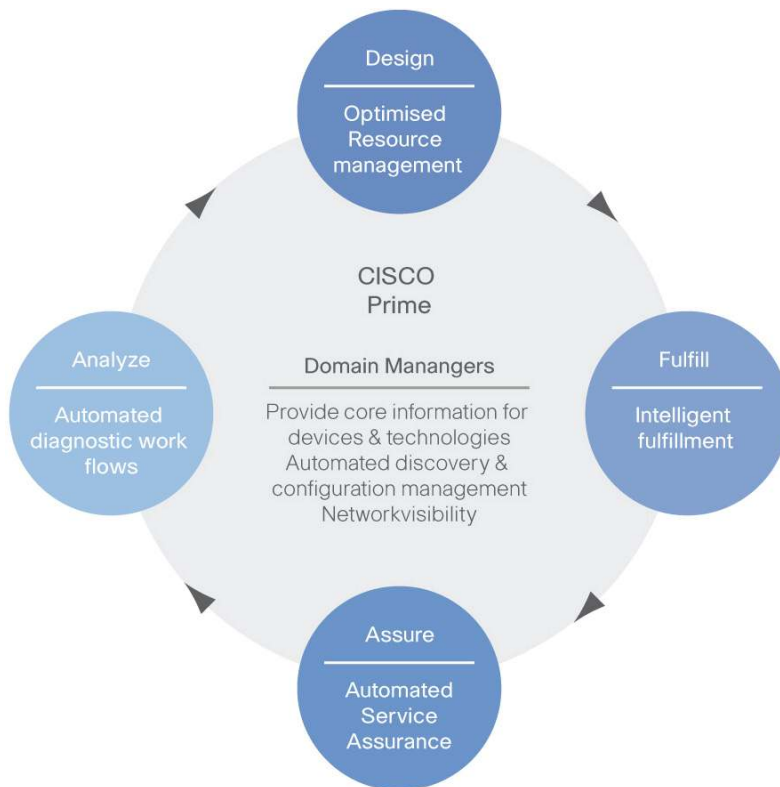 Design
Optimised
Resource
management
CISCO
Prime
Domain Manangers
Provide core information for
devices & technologies
Automated discovery &
configuration management
Networkvisibility
Analyze
Automated
diagnostic work
flows
Fulfill
Intelligent
fulfillment
Assure
Automated
Service
Assurance